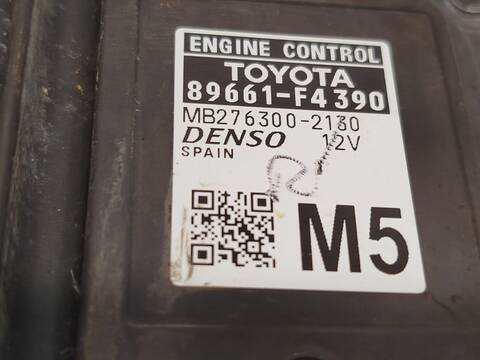 ENGINE CONTROL
TOYOTA
89661-F4390
MB276300-2130
DENSO 12V
SPAIN
M5